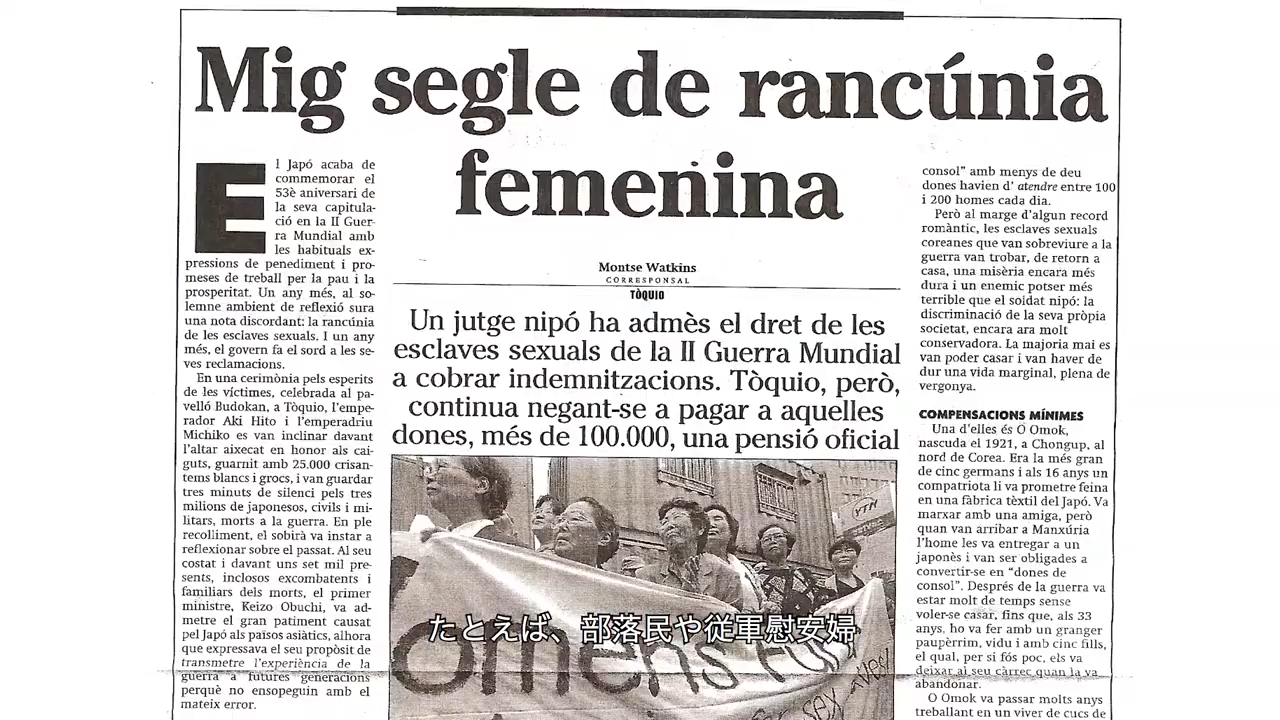 Mig segle de rancúnia
femenina
El Japó acaba de
commemorar el
53è aniversari de
la seva capitula-
ció en la II Guer-
ra Mundial amb
les habituals ex-
pressions de penediment i pro-
meses de treball per la pau i la
prosperitat. Un any més, al so-
lemne ambient de reflexió sura
una nota discordant: la rancúnia
de les esclaves sexuals. I un any
més, el govern fa el sord a les se-
ves reclamacions.
En una cerimònia pels esperits
de les víctimes, celebrada al pa-
velló Budokan, a Tòquio, l'empe-
rador Aki Hito i l'emperadriu
Michiko es van inclinar davant
l'altar aixecat en honor als cai-
guts, guarnit amb 25.000 crisan-
tems blancs i grocs, i van guardar
tres minuts de silenci pels tres
milions de japonesos, civils i mi-
litars, morts a la guerra. En ple
recolliment, el sobirà va instar a
reflexionar sobre el passat. Al seu
costat i davant uns set mil pre-
sents, inclosos excombatents i
familiars dels morts, el primer
ministre, Keizo Obuchi, va ad-
metre el gran patiment causat
pel Japó als països asiàtics, alhora
que expressava el seu propòsit de
transmetre l'experiència de la
guerra a futures generacions
perquè no ensopeguin amb el
mateix error.
Montse Watkins
CORRESPONSAL
TÒQUIO
Un jutge nipó ha admès el dret de les
esclaves sexuals de la II Guerra Mundial
a cobrar indemnitzacions. Tòquio, però,
continua negant-se a pagar a aquelles
dones, més de 100.000, una pensió oficial
YTN
omens Fund
SEX
たとえば、部落民や従軍慰安婦
consol" amb menys de deu
dones havien d' atendre entre 100
i 200 homes cada dia.
Però al marge d'algun record
romàntic, les esclaves sexuals
coreanes que van sobreviure a la
guerra van trobar, de retorn a
casa, una misèria encara més
dura i un enemic potser més
terrible que el soldat nipó: la
discriminació de la seva pròpia
societat, encara ara molt
conservadora. La majoria mai es
van poder casar i van haver de
dur una vida marginal, plena de
vergonya.
COMPENSACIONS MÍNIMES
Una d'elles és O Omok,
nascuda el 1921, a Chongup, al
nord de Corea. Era la més gran
de cinc germans i als 16 anys un
compatriota li va prometre feina
en una fàbrica tèxtil del Japó. Va
marxar amb una amiga, però
quan van arribar a Manxúria
l'home les va entregar a un
japonès i van ser obligades a
convertir-se en "dones de
consol". Després de la guerra va
estar molt de temps sense
voler-se casar, fins que, als 33
anys, ho va fer amb un granger
paupèrrim, vidu i amb cinc fills,
el qual, per si fós poc, els va
deixar al seu càrrec quan la va
abandonar.
O Omok va passar molts anys
treballant en un viver de cucs de